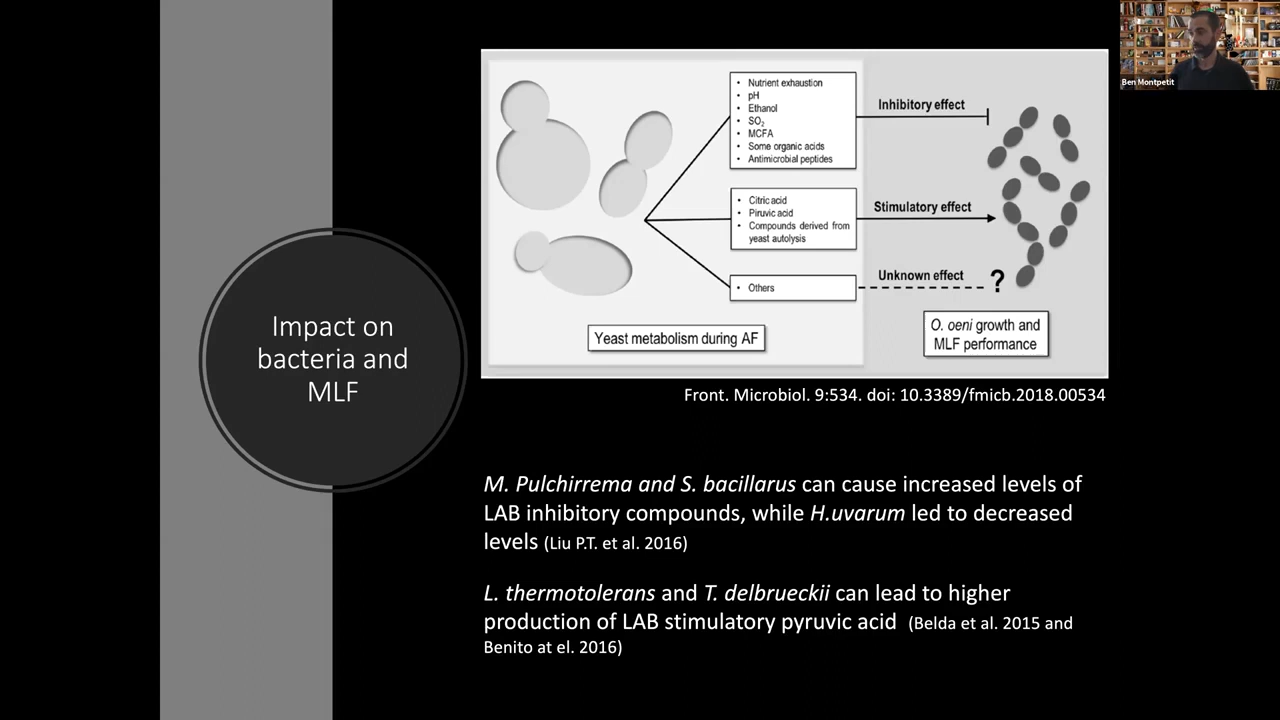 Ben Montpetit
Impact on
bacteria and
MLF
• Nutrient exhaustion
• pH
• Ethanol
• SO₂
• MCFA
• Some organic acids
• Antimicrobial peptides
Inhibitory effect
• Citric acid
• Piruvic acid
• Compounds derived from
yeast autolysis
Stimulatory effect
• Others
Unknown effect
?
Yeast metabolism during AF
O. oeni growth and
MLF performance
Front. Microbiol. 9:534. doi: 10.3389/fmicb.2018.00534
M. Pulchirrema and S. bacillarus can cause increased levels of
LAB inhibitory compounds, while H.uvarum led to decreased
levels (Liu P.T. et al. 2016)
L. thermotolerans and T. delbrueckii can lead to higher
production of LAB stimulatory pyruvic acid (Belda et al. 2015 and
Benito at el. 2016)